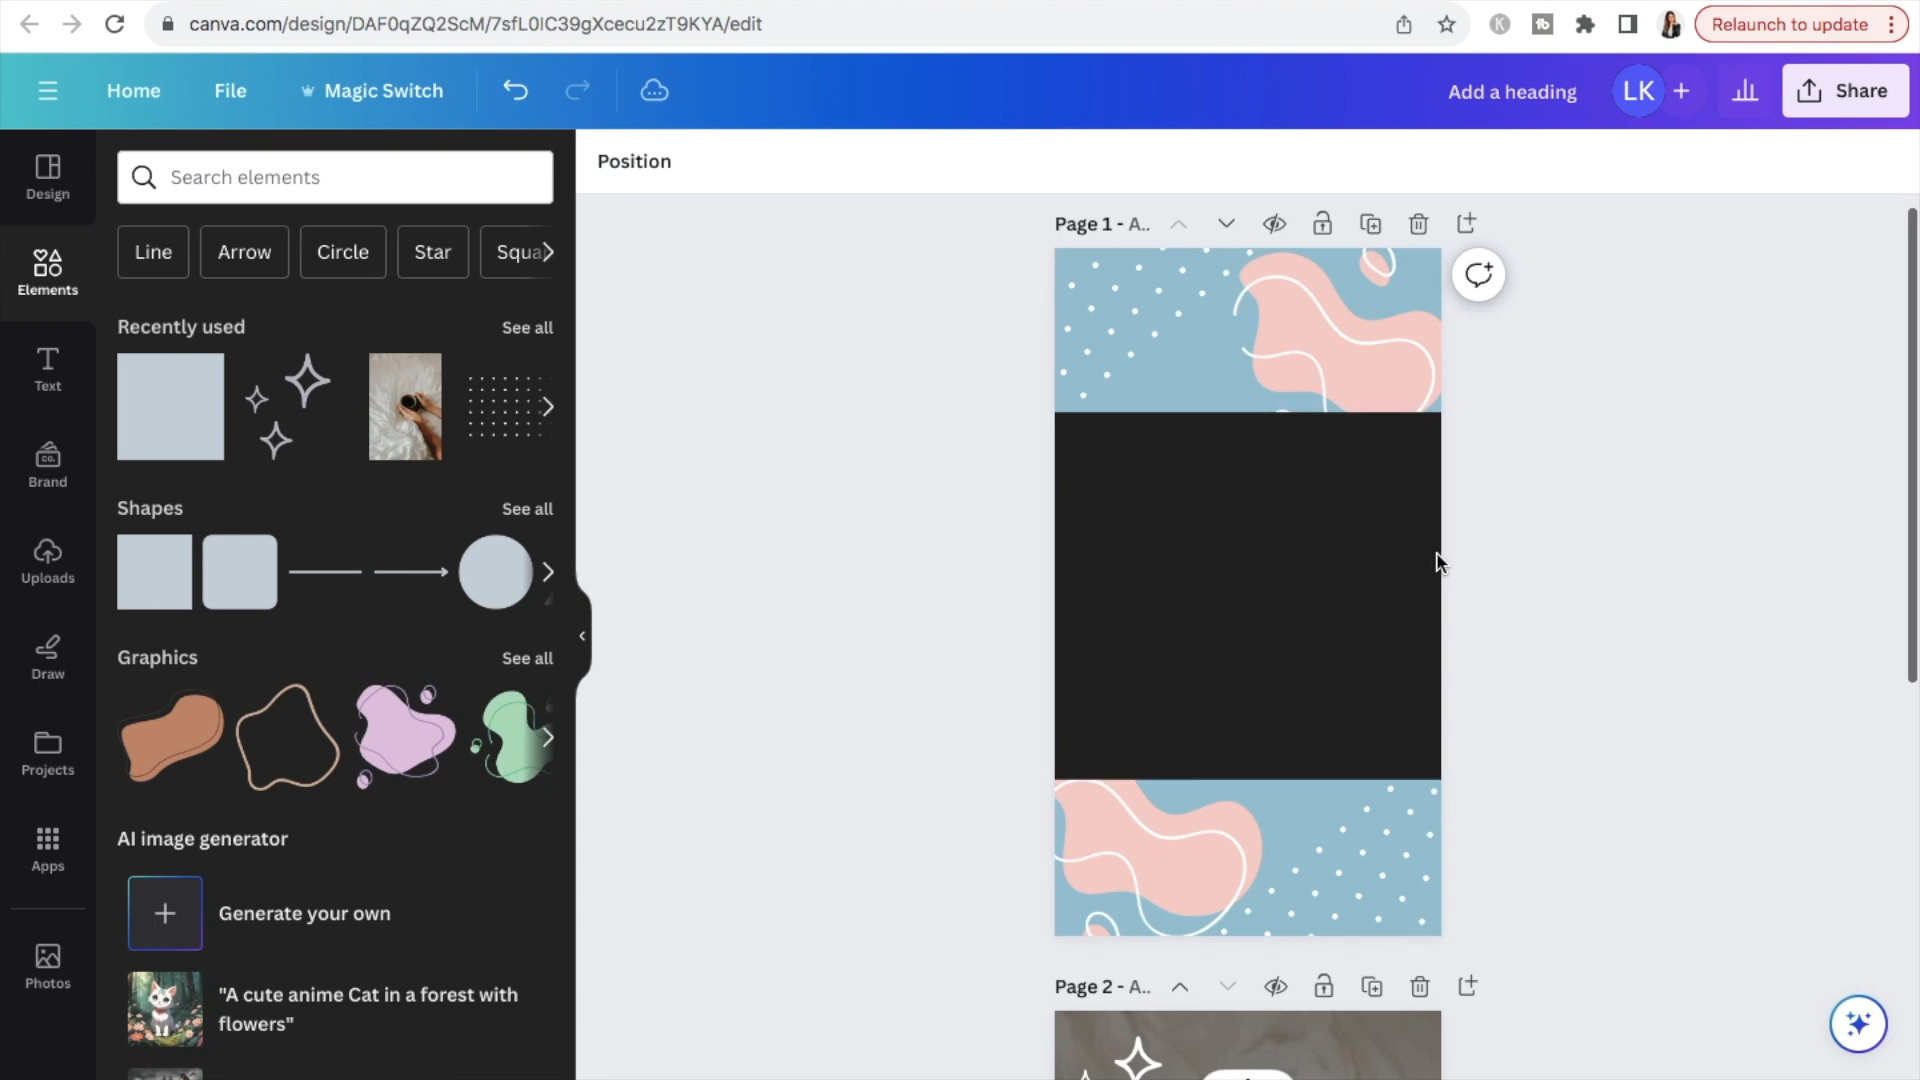 canva.com/design/DAF0qZQ2ScM/7sfL0IC39gXcecu2zT9KYA/edit
Relaunch to update
Home
File
Magic Switch
Add a heading
LK
Share
Design
Elements
Text
Brand
Uploads
Draw
Projects
Apps
Photos
Search elements
Line
Arrow
Circle
Star
Squa
Recently used
See all
Shapes
See all
Graphics
See all
AI image generator
Generate your own
"A cute anime Cat in a forest with
flowers"
Position
Page 1 - A..
Page 2 - A..